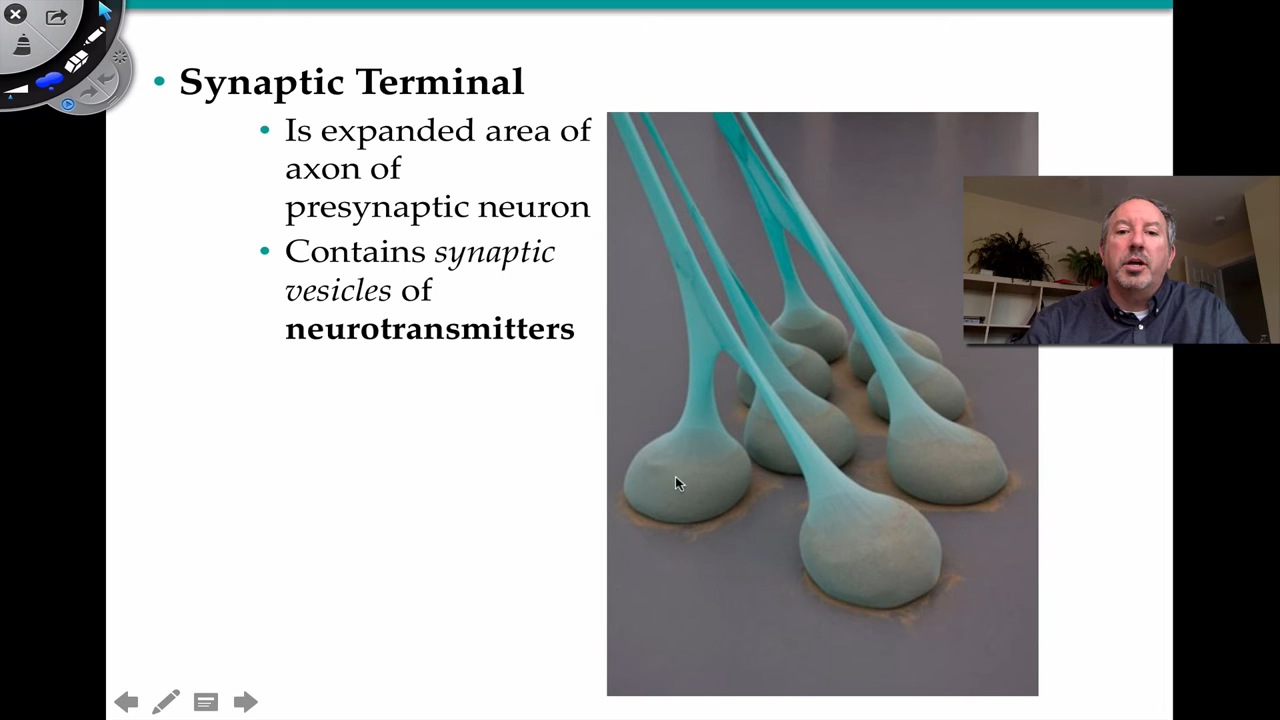 • Synaptic Terminal
• Is expanded area of
axon of
presynaptic neuron
• Contains synaptic
vesicles of
neurotransmitters